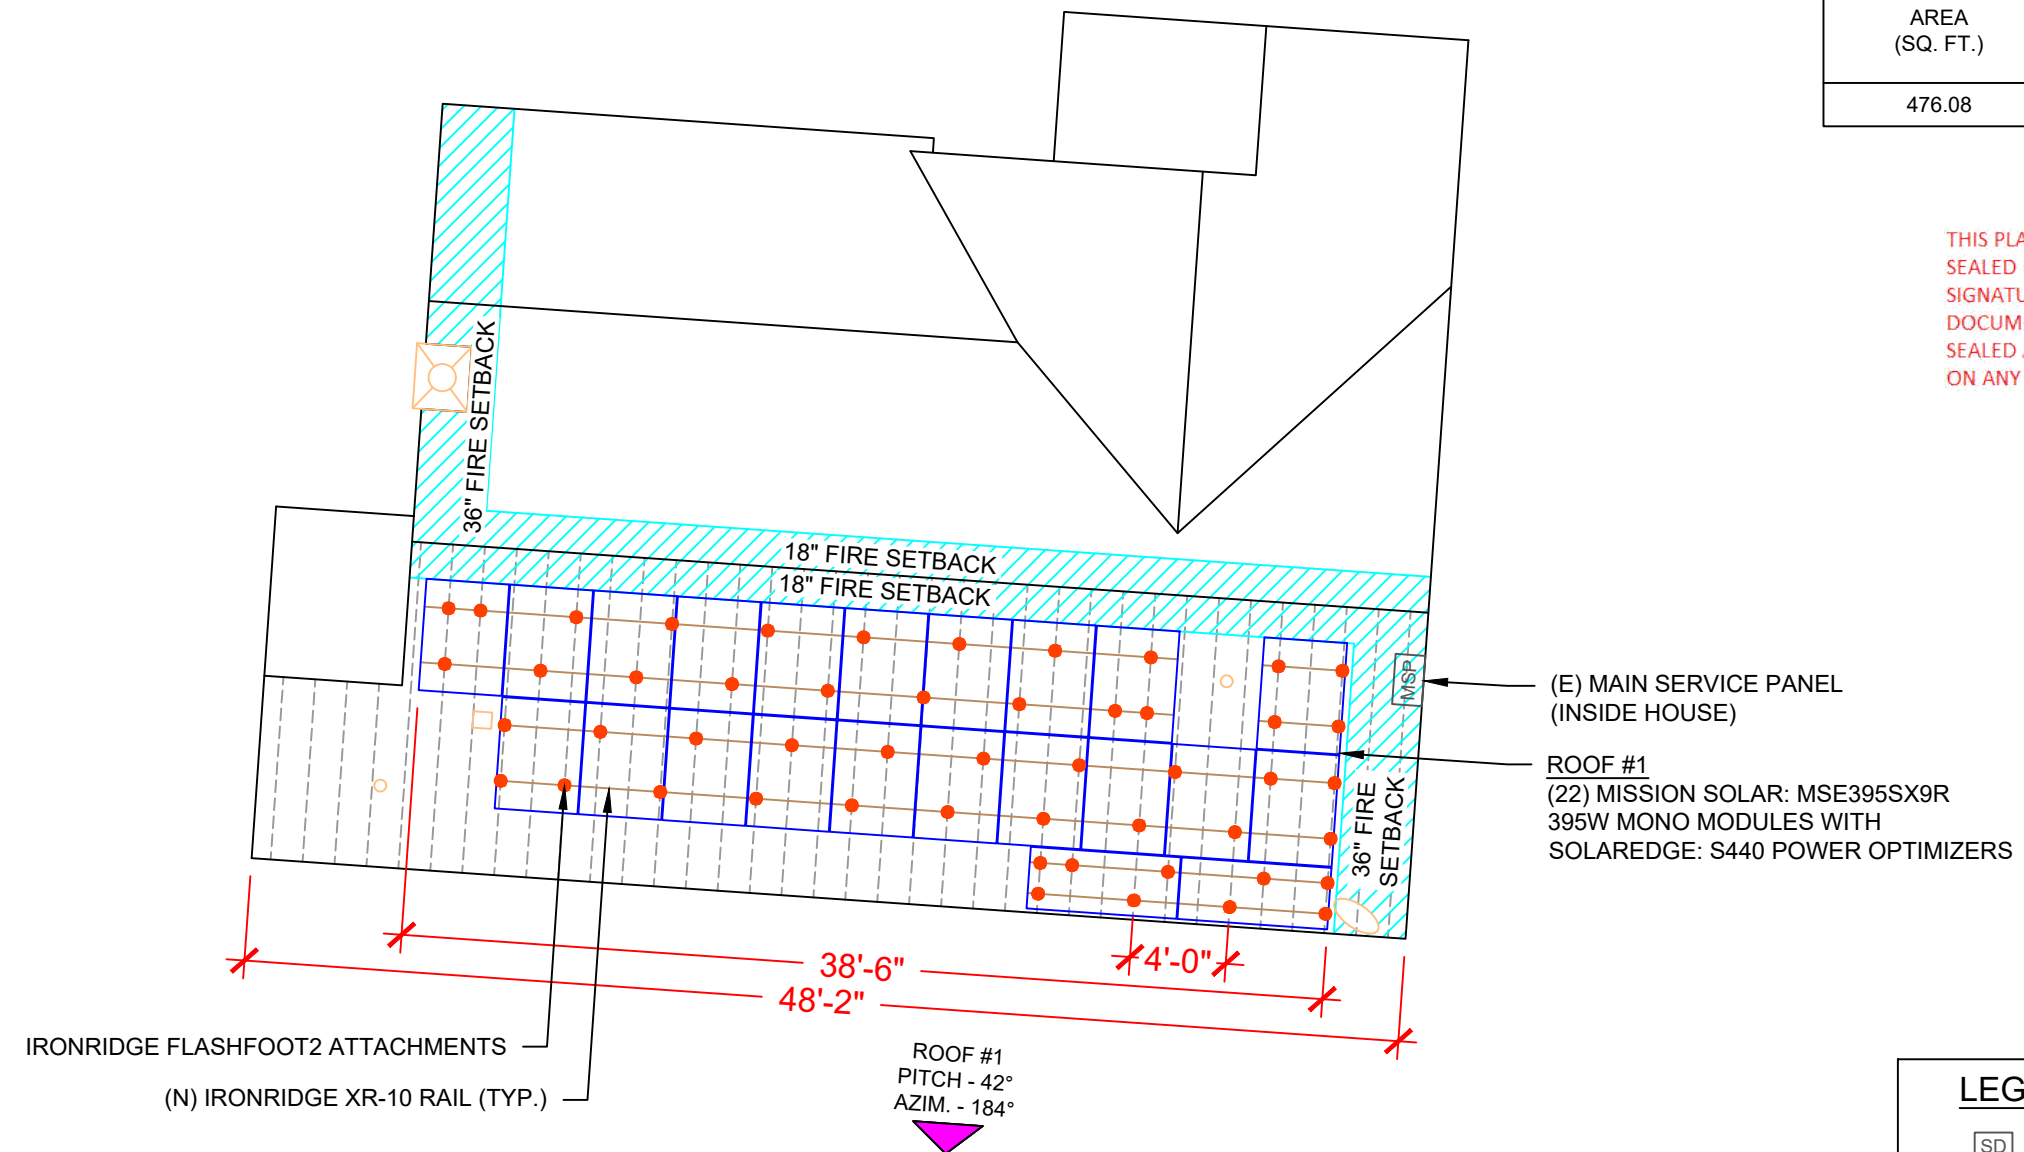 AREA
(SQ. FT.)
476.08
THIS PLA
SEALED
SIGNATU
DOCUM
SEALED
ON ANY
36" FIRE SETBACK
18" FIRE SETBACK
18" FIRE SETBACK
MSP
(E) MAIN SERVICE PANEL
(INSIDE HOUSE)
ROOF #1
(22) MISSION SOLAR: MSE395SX9R
395W MONO MODULES WITH
SOLAREDGE: S440 POWER OPTIMIZERS
36" FIRE
SETBACK
4'-0"
38'-6"
48'-2"
IRONRIDGE FLASHFOOT2 ATTACHMENTS
(N) IRONRIDGE XR-10 RAIL (TYP.)
ROOF #1
PITCH - 42°
AZIM. - 184°
LEG
SD